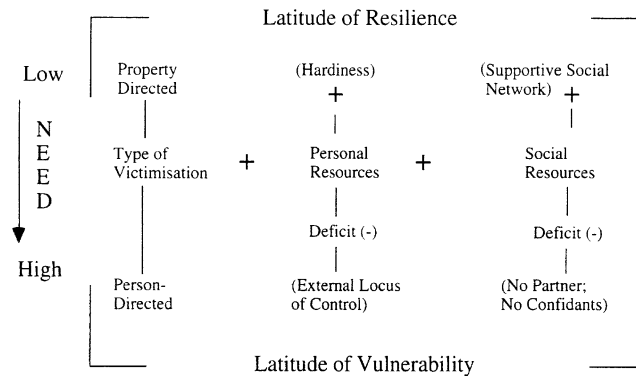 Latitude of Resilience
Low
Property
Directed
(Hardiness)
+
(Supportive Social
Network) +
N
E
E
D
Type of
Victimisation
+
Personal
Resources
+
Social
Resources
Deficit (-)
Deficit (-)
High
Person-
Directed
(External Locus
of Control)
(No Partner;
No Confidants)
Latitude of Vulnerability